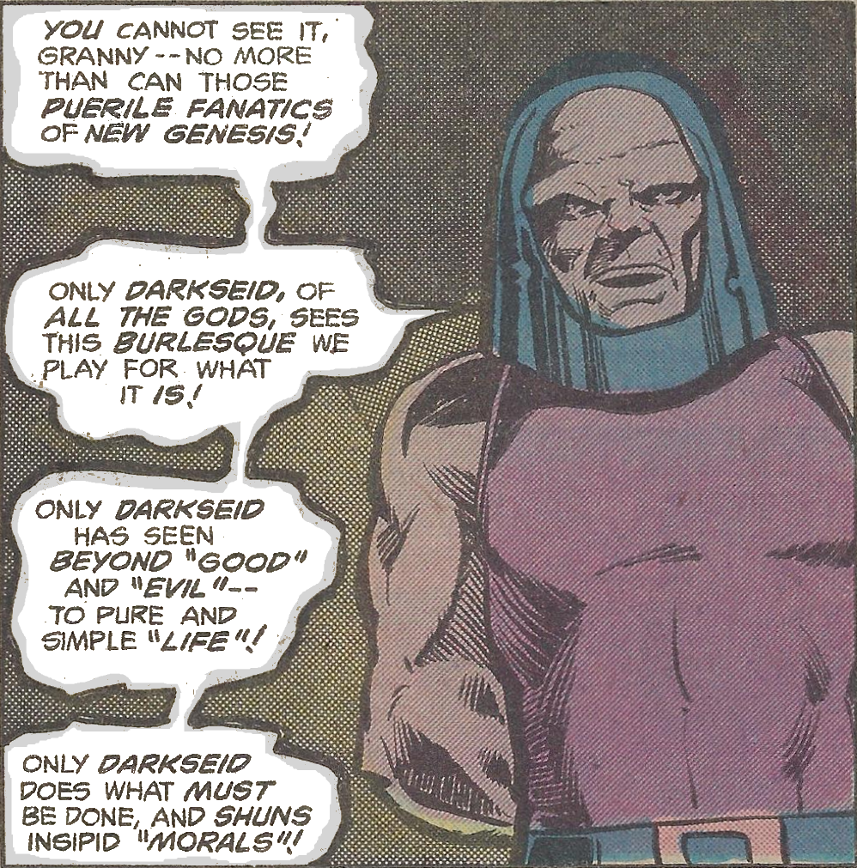 YOU CANNOT SEE IT,
GRANNY--NO MORE
THAN CAN THOSE
PUERILE FANATICS
OF NEW GENESIS!
ONLY DARKSEID, OF
ALL THE GODS, SEES
THIS BURLESQUE WE
PLAY FOR WHAT
IT IS!
ONLY DARKSEID
HAS SEEN
BEYOND "GOOD"
AND "EVIL"--
TO PURE AND
SIMPLE "LIFE"!
ONLY DARKSEID
DOES WHAT MUST
BE DONE, AND SHUNS
INSIPID "MORALS"!